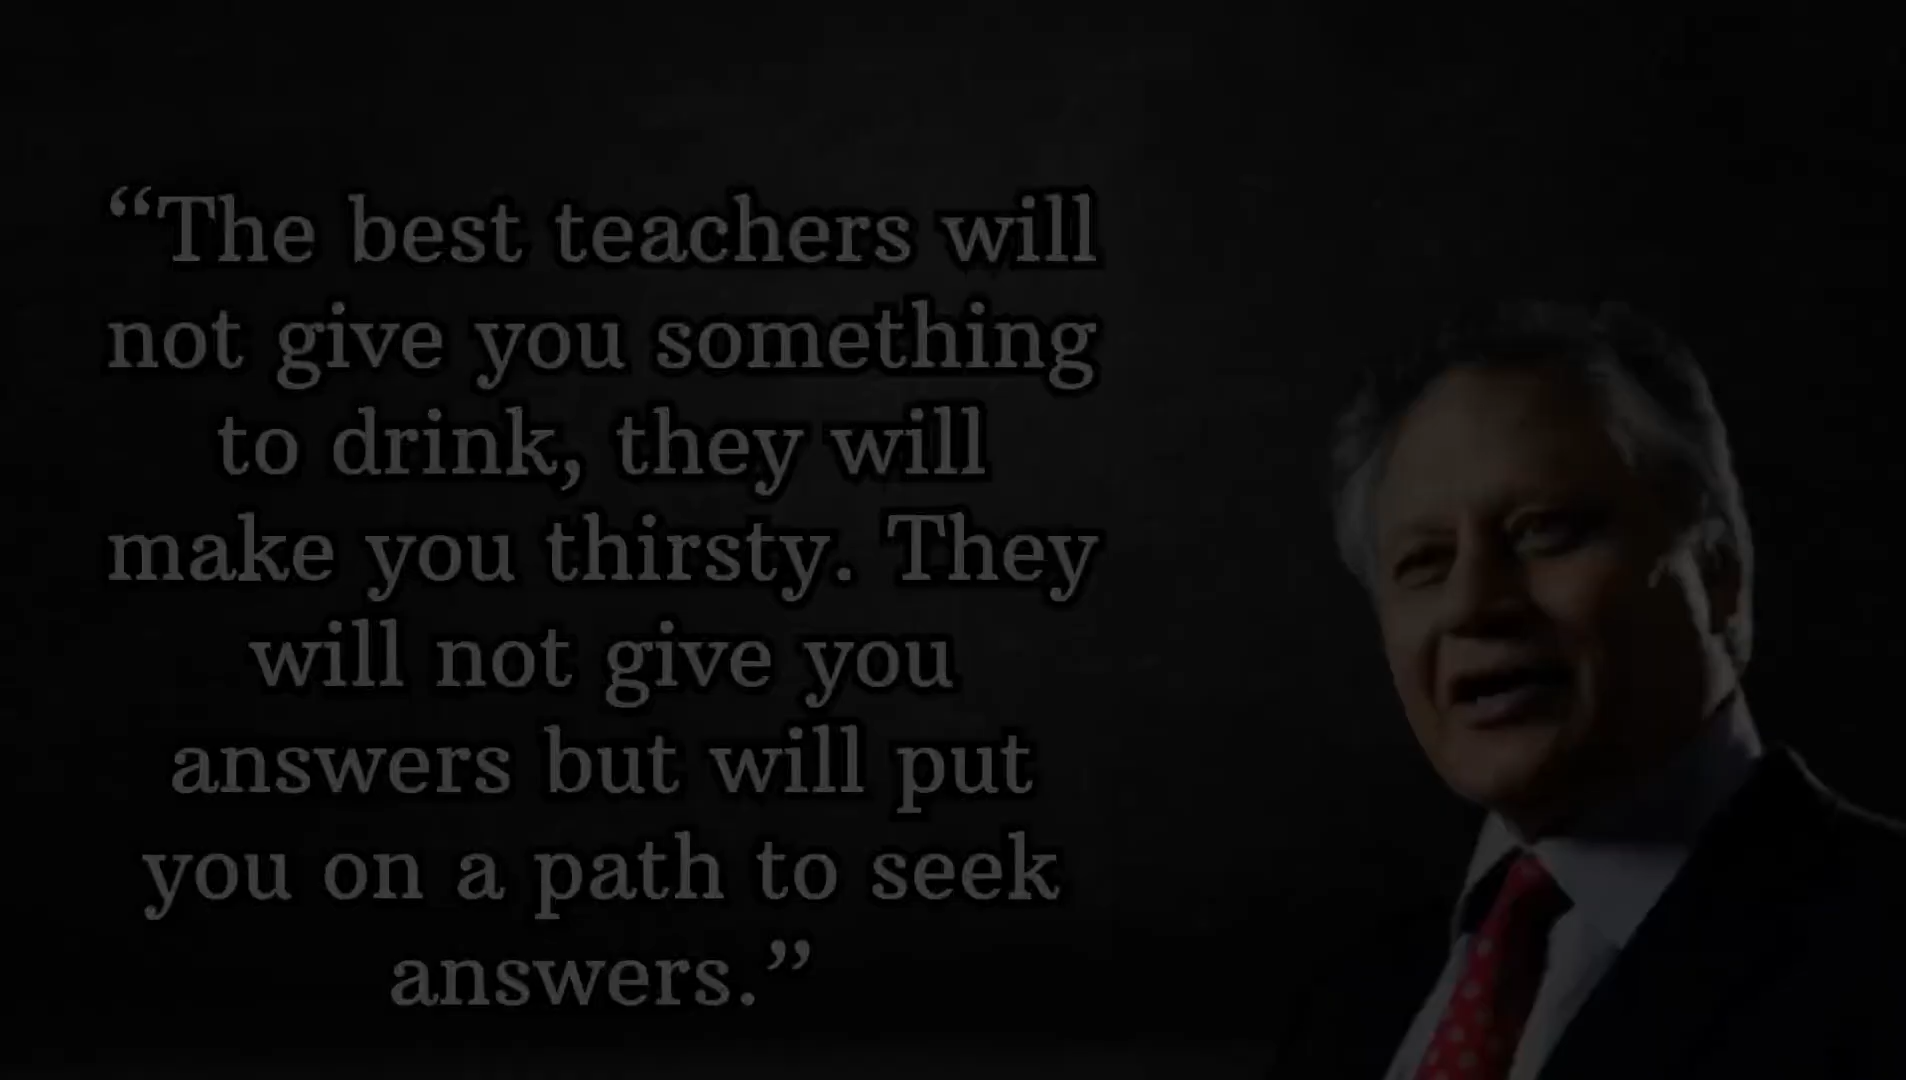 “The best teachers will
not give you something
to drink, they will
make you thirsty. They
will not give you
answers but will put
you on a path to seek
answers.”